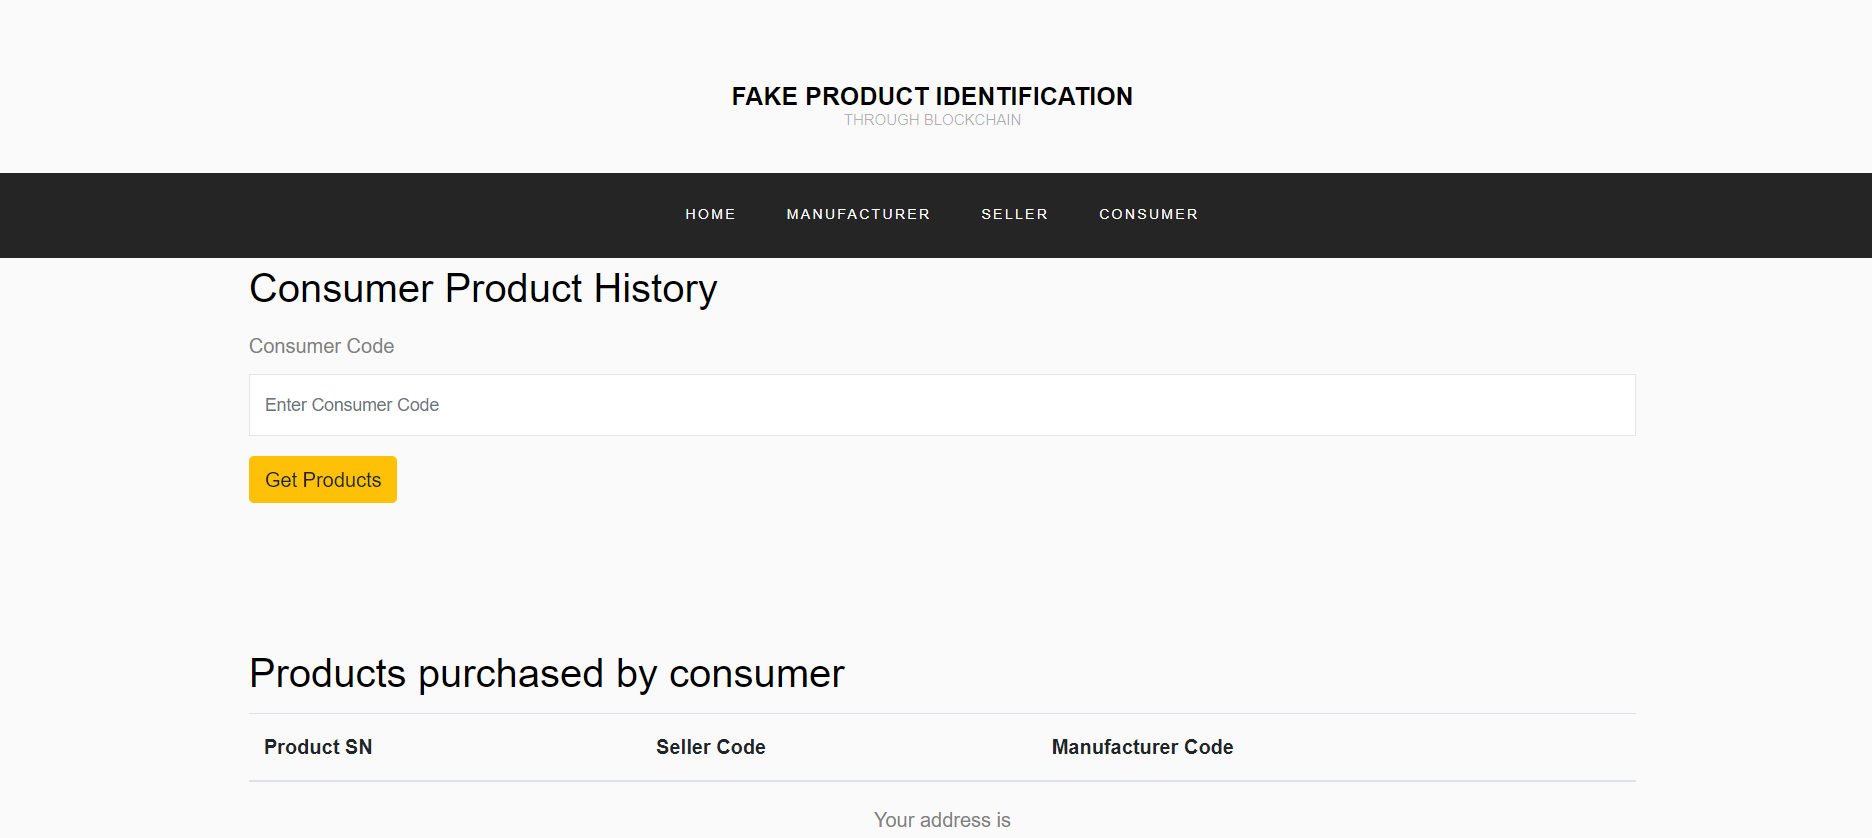 FAKE PRODUCT IDENTIFICATION
THROUGH BLOCKCHAIN
HOME MANUFACTURER SELLER CONSUMER
Consumer Product History
Consumer Code
Enter Consumer Code
Get Products
Products purchased by consumer
Product SN Seller Code Manufacturer Code
Your address is